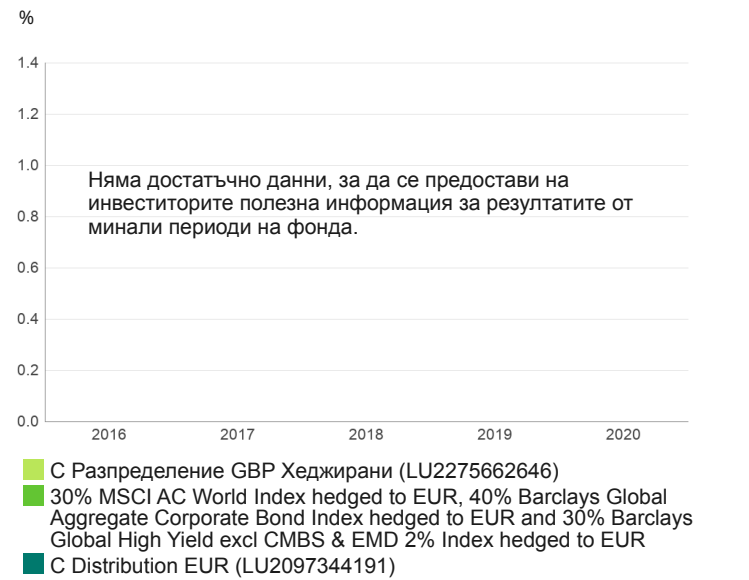 %
1.4
1.2
1.0
Няма достатъчно данни, за да се предостави на
инвеститорите полезна информация за резултатите от
минали периоди на фонда.
0.8
0.6
0.4
0.2
0.0
2016 2017 2018 2019 2020
C Разпределение GBP Хеджирани (LU2275662646)
30% MSCI AC World Index hedged to EUR, 40% Barclays Global
Aggregate Corporate Bond Index hedged to EUR and 30% Barclays
Global High Yield excl CMBS & EMD 2% Index hedged to EUR
C Distribution EUR (LU2097344191)